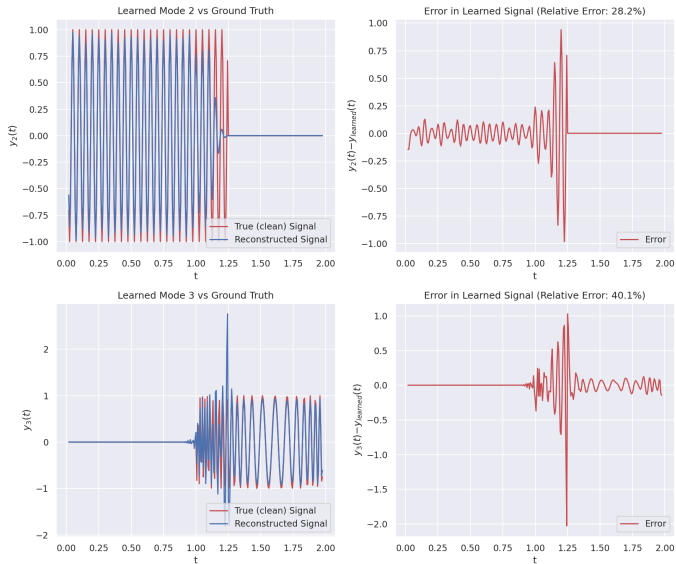 Learned Mode 2 vs Ground Truth
y₂(t)
1.00
0.75
0.50
0.25
0.00
−0.25
−0.50
−0.75
−1.00
True (clean) Signal
Reconstructed Signal
0.00 0.25 0.50 0.75 1.00 1.25 1.50 1.75 2.00
t
Error in Learned Signal (Relative Error: 28.2%)
y₂(t)−y_learned(t)
1.00
0.75
0.50
0.25
0.00
−0.25
−0.50
−0.75
−1.00
Error
0.00 0.25 0.50 0.75 1.00 1.25 1.50 1.75 2.00
t
Learned Mode 3 vs Ground Truth
y₃(t)
2
1
0
−1
−2
True (clean) Signal
Reconstructed Signal
0.00 0.25 0.50 0.75 1.00 1.25 1.50 1.75 2.00
t
Error in Learned Signal (Relative Error: 40.1%)
y₃(t)−y_learned(t)
1.0
0.5
0.0
−0.5
−1.0
−1.5
−2.0
Error
0.00 0.25 0.50 0.75 1.00 1.25 1.50 1.75 2.00
t